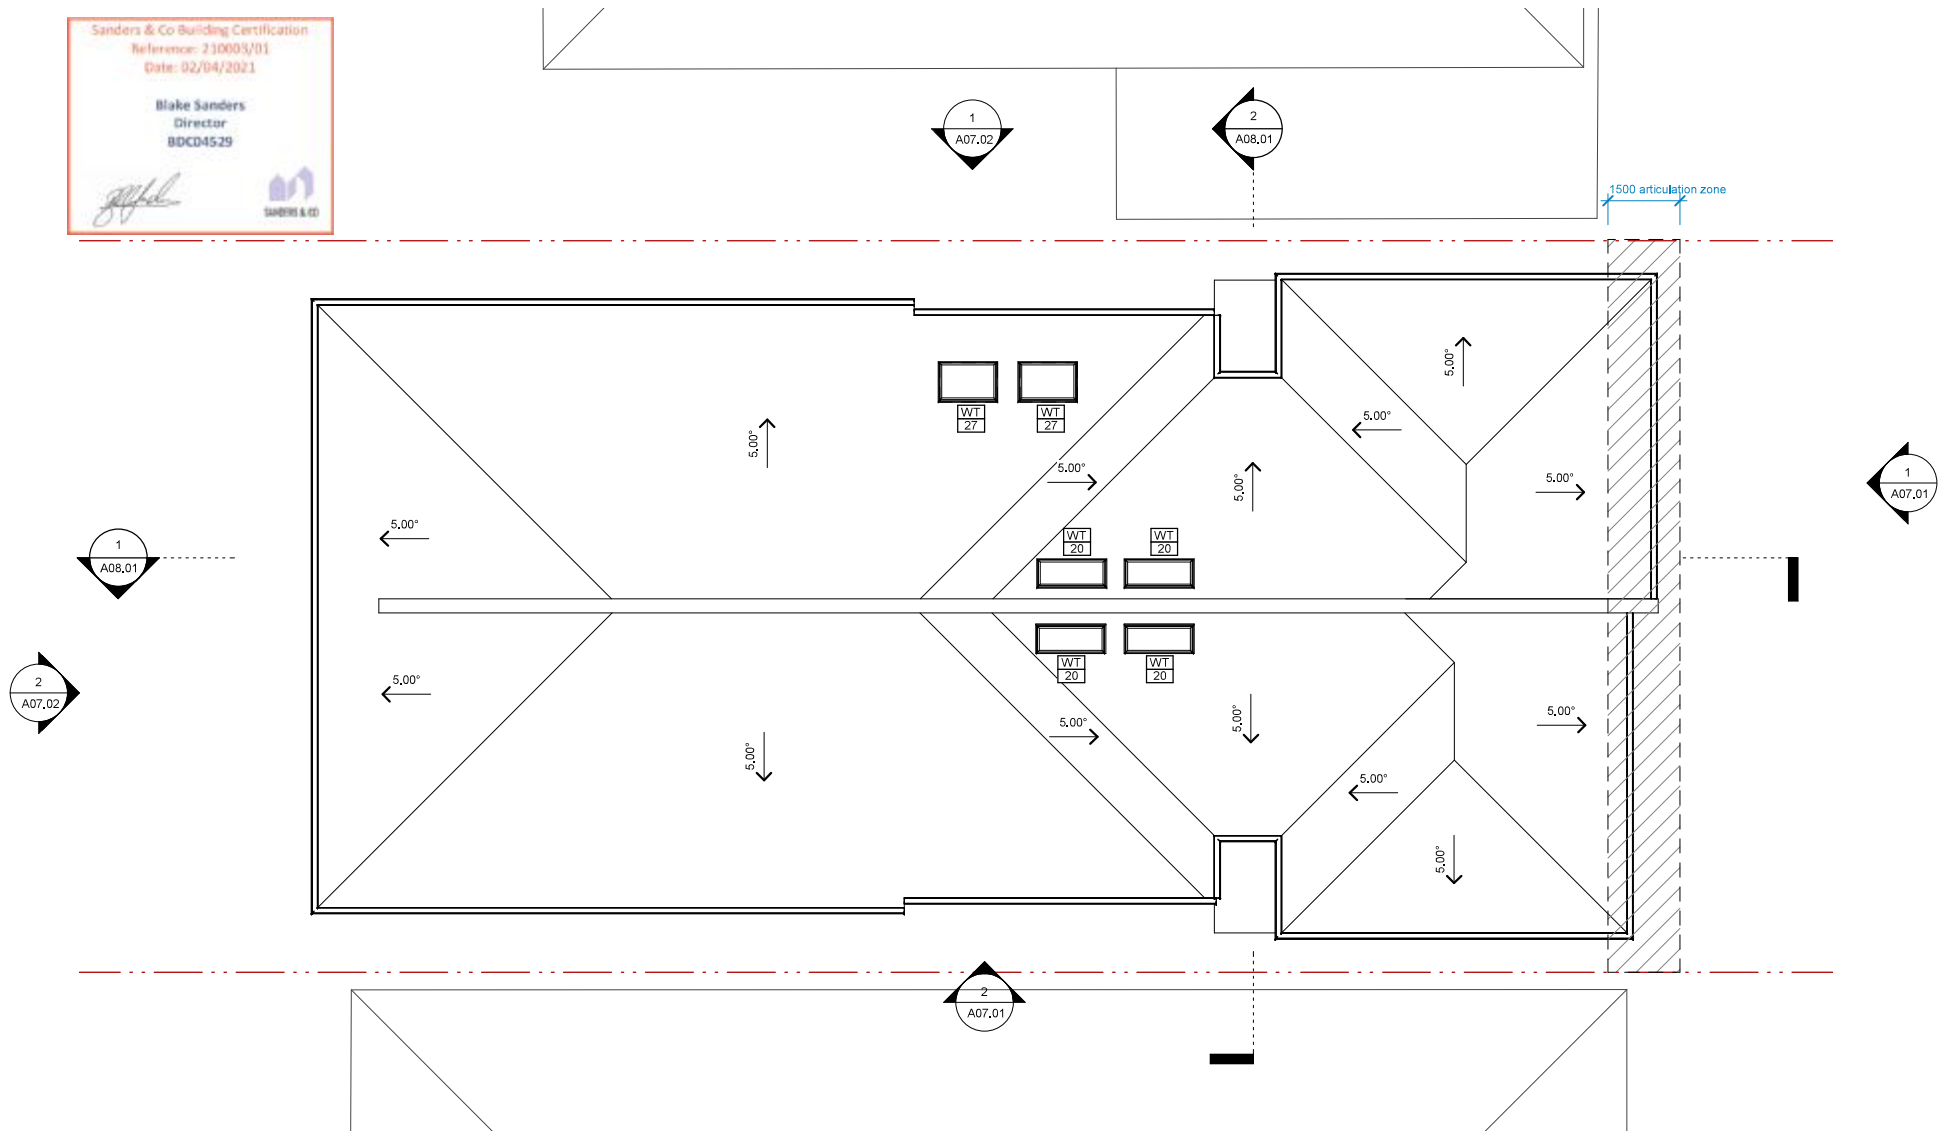 Sanders & Co Building Certification
Reference: 210003/01
Date: 02/04/2021
Blake Sanders
Director
BDCD4529
SANDERS & CO
1
A07.02
2
A08.01
1500 articulation zone
5.00°
5.00°
WT
27
WT
27
5.00°
5.00°
5.00°
5.00°
5.00°
1
A07.01
5.00°
WT
20
WT
20
1
A08.01
WT
20
WT
20
5.00°
2
A07.02
5.00°
5.00°
5.00°
5.00°
5.00°
5.00°
2
A07.01